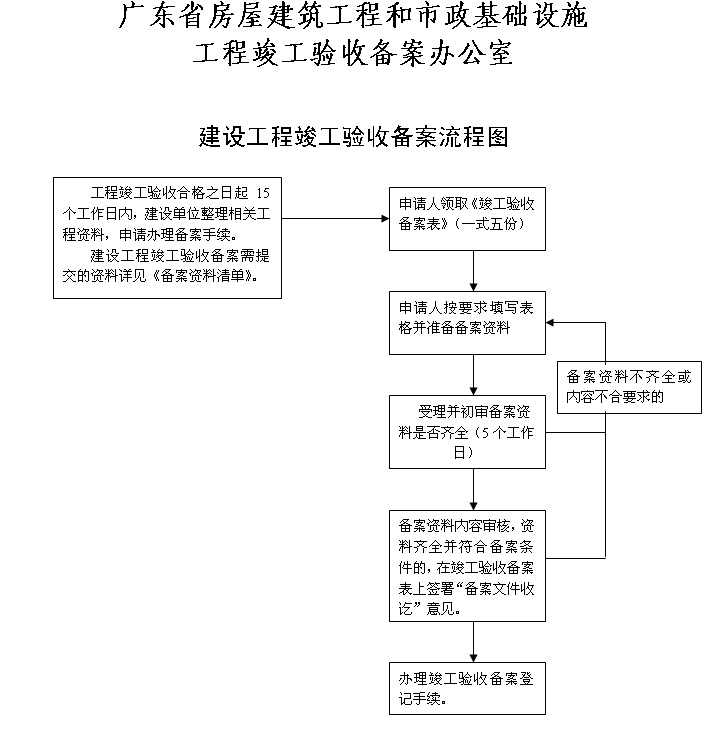 广东省房屋建筑工程和市政基础设施
工程竣工验收备案办公室
建设工程竣工验收备案流程图
工程竣工验收合格之日起 15
个工作日内，建设单位整理相关工
程资料，申请办理备案手续。
建设工程竣工验收备案需提
交的资料详见《备案资料清单》。
申请人领取《竣工验收
备案表》（一式五份）
申请人按要求填写表
格并准备备案资料
备案资料不齐全或
内容不合要求的
受理并初审备案资
料是否齐全（5 个工作
日）
备案资料内容审核，资
料齐全并符合备案条
件的，在竣工验收备案
表上签署“备案文件收
讫”意见。
办理竣工验收备案登
记手续。